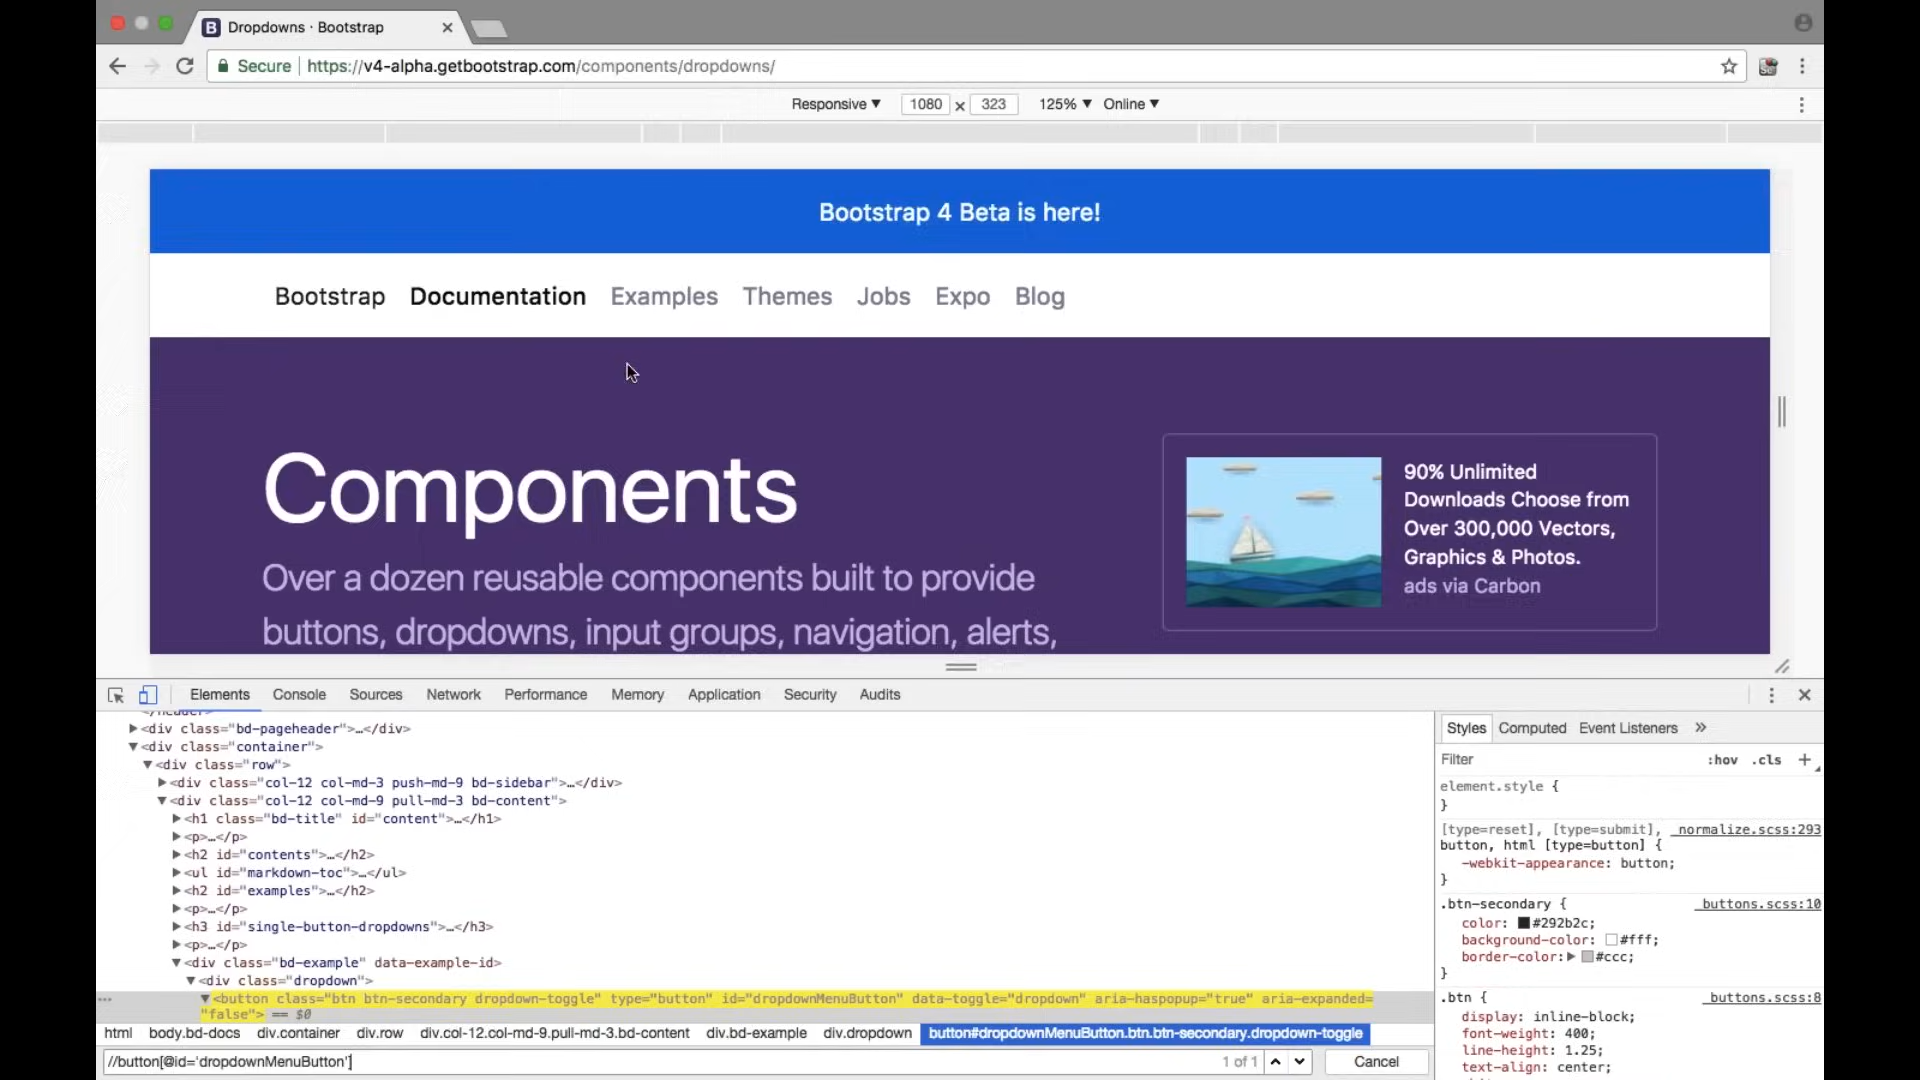 Dropdowns · Bootstrap
Secure https://v4-alpha.getbootstrap.com/components/dropdowns/
Responsive ▼ 1080 × 323 125% ▼ Online ▼
Bootstrap 4 Beta is here!
Bootstrap Documentation Examples Themes Jobs Expo Blog
Components
Over a dozen reusable components built to provide
buttons, dropdowns, input groups, navigation, alerts,
90% Unlimited
Downloads Choose from
Over 300,000 Vectors,
Graphics & Photos.
ads via Carbon
Elements Console Sources Network Performance Memory Application Security Audits
</header>
▶<div class="bd-pageheader">…</div>
▼<div class="container">
▼<div class="row">
▶<div class="col-12 col-md-3 push-md-9 bd-sidebar">…</div>
▼<div class="col-12 col-md-9 pull-md-3 bd-content">
▶<h1 class="bd-title" id="content">…</h1>
▶<p>…</p>
▶<h2 id="contents">…</h2>
▶<ul id="markdown-toc">…</ul>
▶<h2 id="examples">…</h2>
▶<p>…</p>
▶<h3 id="single-button-dropdowns">…</h3>
▶<p>…</p>
▼<div class="bd-example" data-example-id>
▼<div class="dropdown">
▼<button class="btn btn-secondary dropdown-toggle" type="button" id="dropdownMenuButton" data-toggle="dropdown" aria-haspopup="true" aria-expanded=
"false"> == $0
html body.bd-docs div.container div.row div.col-12.col-md-9.pull-md-3.bd-content div.bd-example div.dropdown button#dropdownMenuButton.btn.btn-secondary.dropdown-toggle
//button[@id='dropdownMenuButton'] 1 of 1 Cancel
Styles Computed Event Listeners »
Filter :hov .cls +
element.style {
}
[type=reset], [type=submit], _normalize.scss:293
button, html [type=button] {
-webkit-appearance: button;
}
.btn-secondary { _buttons.scss:10
color: #292b2c;
background-color: #fff;
border-color:▶ #ccc;
}
.btn { _buttons.scss:8
display: inline-block;
font-weight: 400;
line-height: 1.25;
text-align: center;